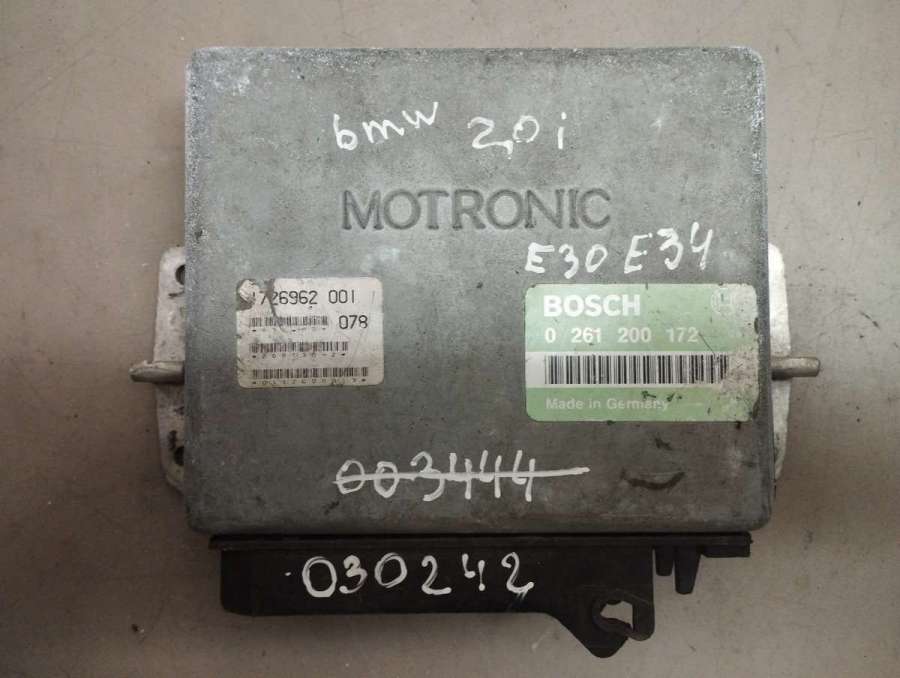 bmw 2,0i
MOTRONIC
E30 E34
1726962 001
078
BOSCH
0 261 200 172
Made in Germany
003444
030242